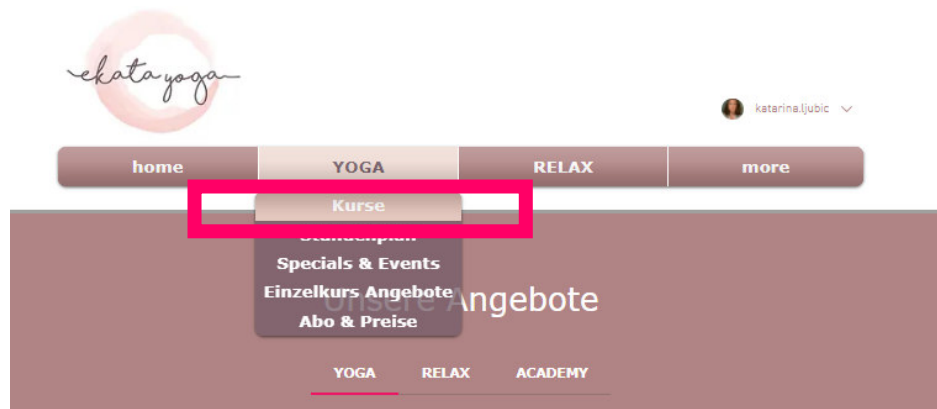 ekata yoga
katarina.ljubic
home YOGA RELAX more
Kurse
Stundenplan
Specials & Events
Einzelkurs Angebote
Unsere Angebote
Abo & Preise
YOGA RELAX ACADEMY